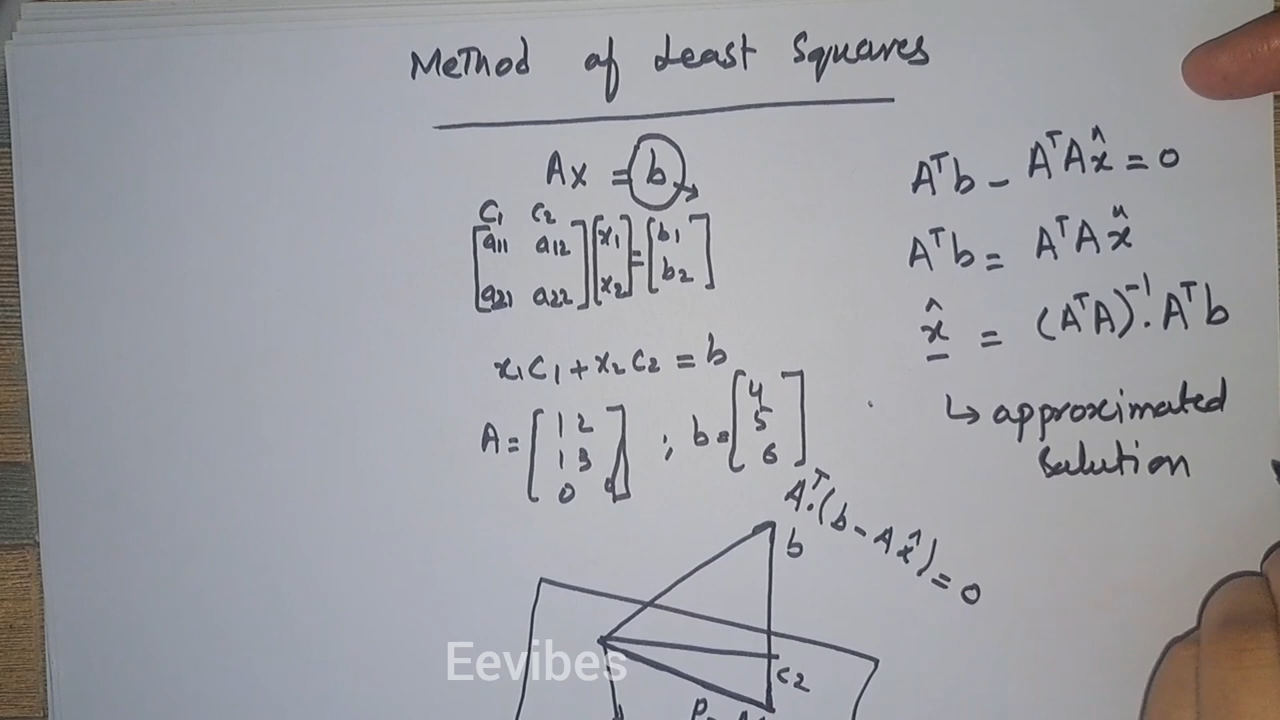 Method of Least Squares
Ax = b
c₁ c₂
[a₁₁ a₁₂] [x₁] = [b₁]
[a₂₁ a₂₂] [x₂] [b₂]
x₁c₁ + x₂c₂ = b
A = [1 2; 1 3; 0 0] ; b = [4; 5; 6]
Aᵀ.(b - Ax̂) = 0
b
c2
Aᵀb - AᵀAx̂ = 0
Aᵀb = AᵀAx̂
x̂ = (AᵀA)⁻¹.Aᵀb
↳ approximated
solution
Eevibes